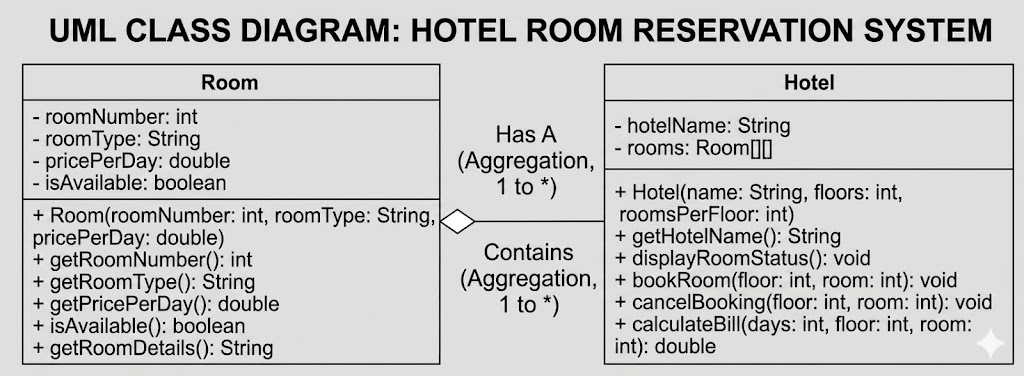 UML CLASS DIAGRAM: HOTEL ROOM RESERVATION SYSTEM
Room
- roomNumber: int
- roomType: String
- pricePerDay: double
- isAvailable: boolean
+ Room(roomNumber: int, roomType: String,
pricePerDay: double)
+ getRoomNumber(): int
+ getRoomType(): String
+ getPricePerDay(): double
+ isAvailable(): boolean
+ getRoomDetails(): String
Has A
(Aggregation,
1 to *)
Contains
(Aggregation,
1 to *)
Hotel
- hotelName: String
- rooms: Room[][]
+ Hotel(name: String, floors: int,
roomsPerFloor: int)
+ getHotelName(): String
+ displayRoomStatus(): void
+ bookRoom(floor: int, room: int): void
+ cancelBooking(floor: int, room: int): void
+ calculateBill(days: int, floor: int, room:
int): double